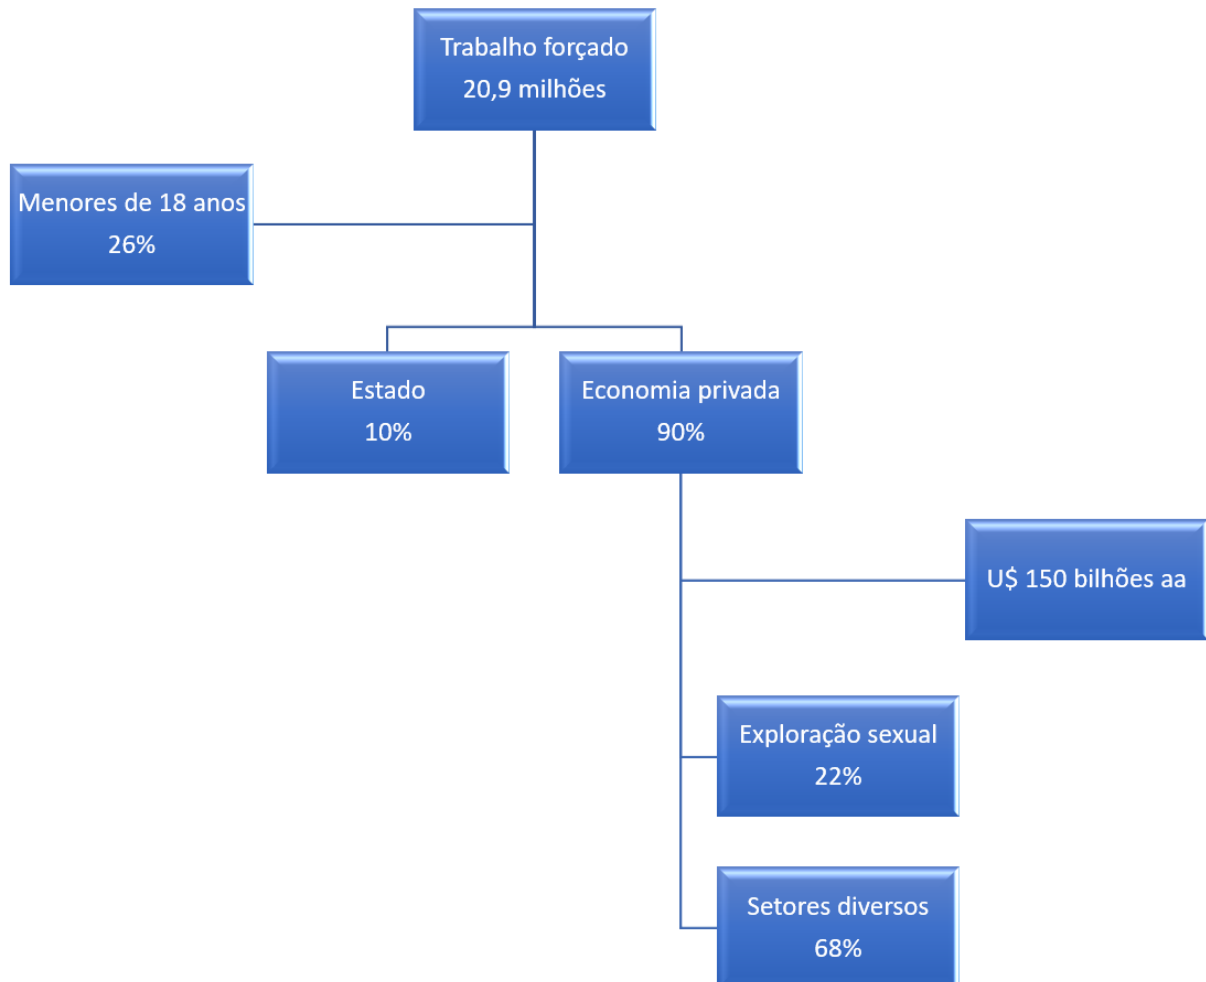 Trabalho forçado
20,9 milhões
Menores de 18 anos
26%
Estado
10%
Economia privada
90%
U$ 150 bilhões aa
Exploração sexual
22%
Setores diversos
68%